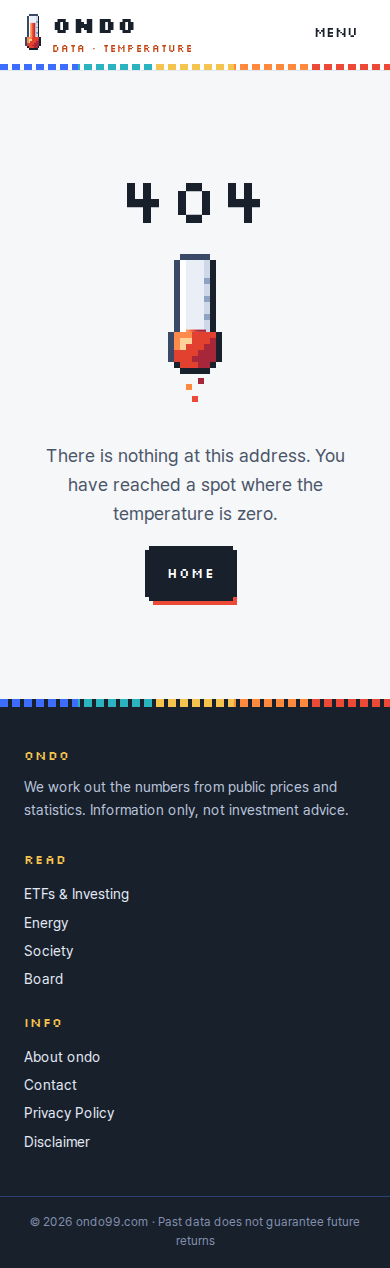 ONDO
DATA · TEMPERATURE
MENU
404
There is nothing at this address. You
have reached a spot where the
temperature is zero.
HOME
ONDO
We work out the numbers from public prices and
statistics. Information only, not investment advice.
READ
ETFs & Investing
Energy
Society
Board
INFO
About ondo
Contact
Privacy Policy
Disclaimer
© 2026 ondo99.com · Past data does not guarantee future
returns